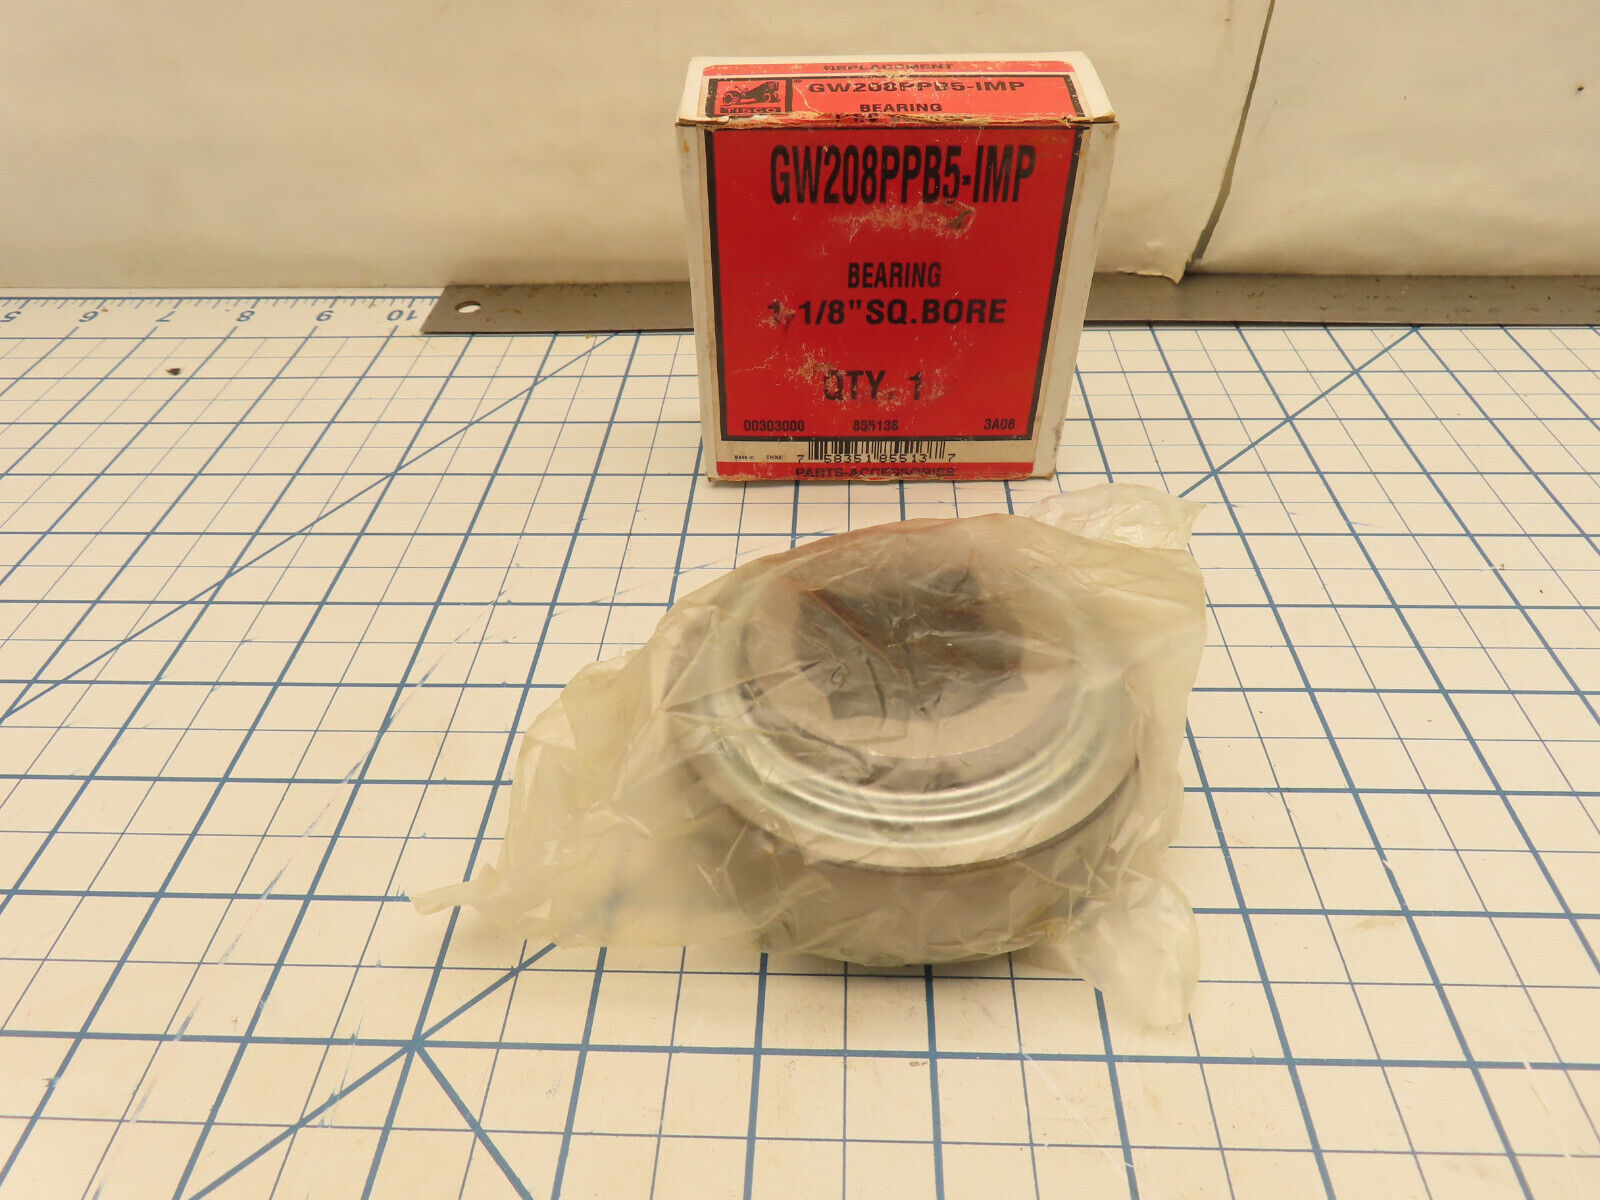 REPLACEMENT
GW208PPB5-IMP
TISCO
BEARING
GW208PPB5-IMP
BEARING
1-1/8" SQ.BORE
QTY. 1
00303000 855138 3A08
Made in CHINA 7 58351 85513 7
PARTS-ACCESSORIES
5 6 7 8 9 10